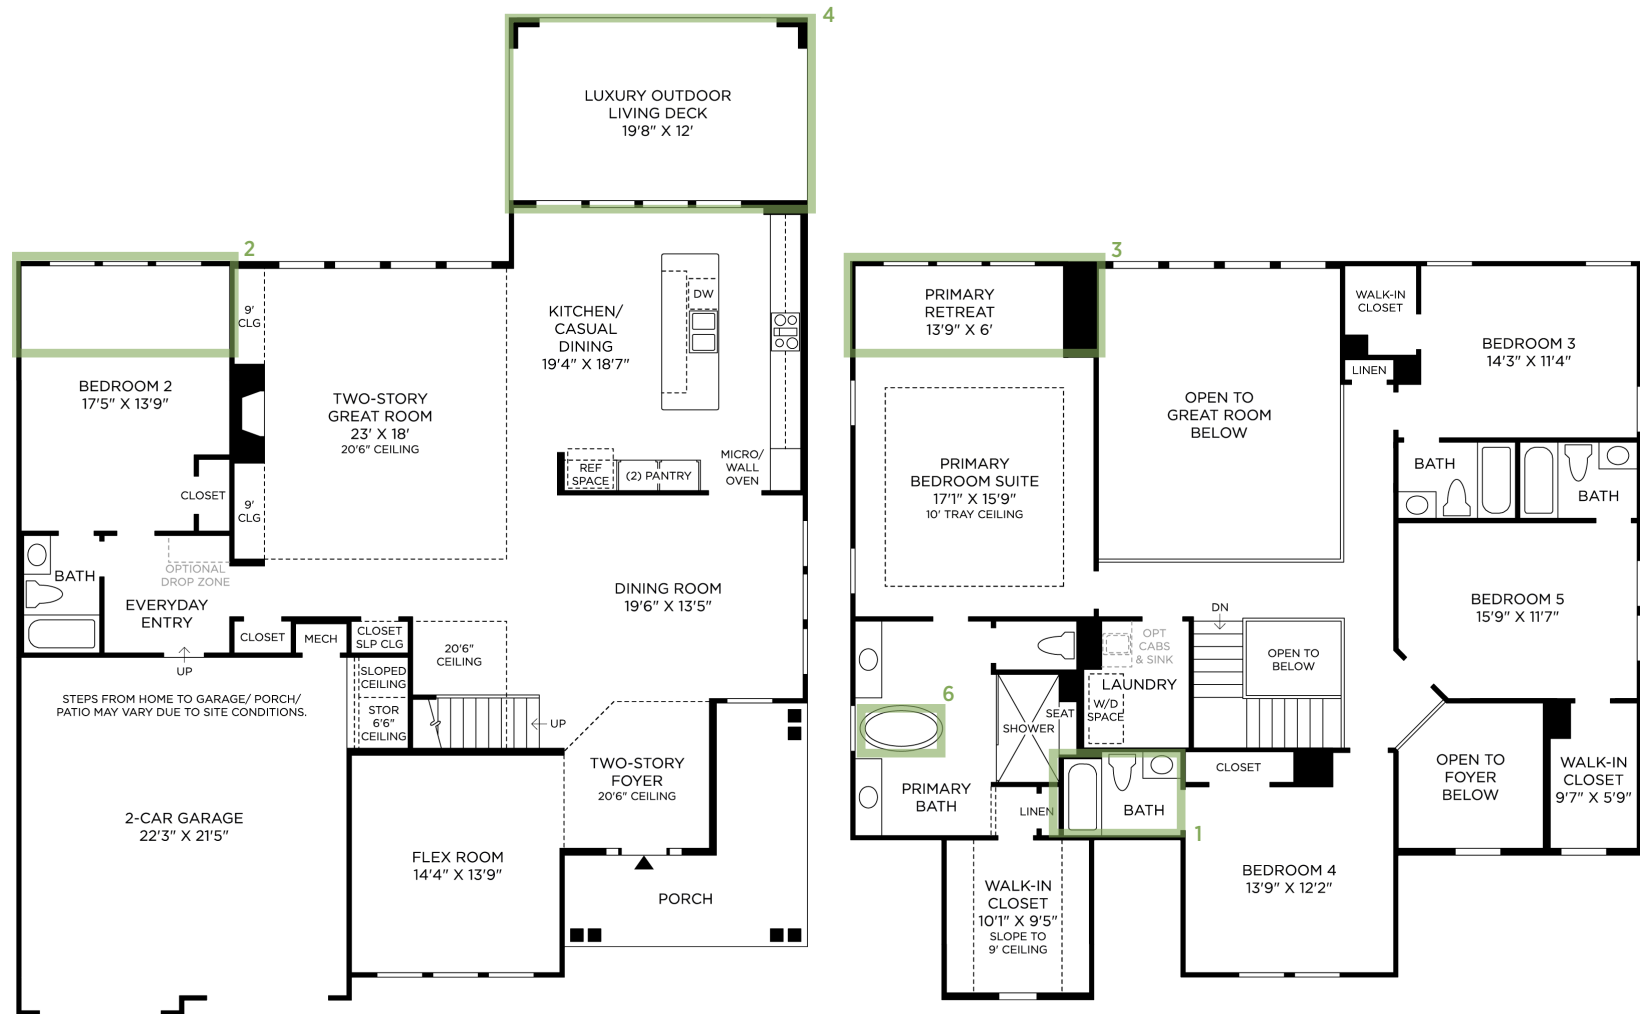 4
LUXURY OUTDOOR
LIVING DECK
19'8" X 12'
2
9'
CLG
BEDROOM 2
17'5" X 13'9"
TWO-STORY
GREAT ROOM
23' X 18'
20'6" CEILING
KITCHEN/
CASUAL
DINING
19'4" X 18'7"
DW
REF
SPACE
(2) PANTRY
MICRO/
WALL
OVEN
CLOSET
9'
CLG
BATH
OPTIONAL
DROP ZONE
EVERYDAY
ENTRY
DINING ROOM
19'6" X 13'5"
CLOSET
MECH
CLOSET
SLP CLG
20'6"
CEILING
UP
SLOPED
CEILING
STOR
6'6"
CEILING
UP
STEPS FROM HOME TO GARAGE/ PORCH/
PATIO MAY VARY DUE TO SITE CONDITIONS.
TWO-STORY
FOYER
20'6" CEILING
2-CAR GARAGE
22'3" X 21'5"
FLEX ROOM
14'4" X 13'9"
PORCH
3
PRIMARY
RETREAT
13'9" X 6'
WALK-IN
CLOSET
BEDROOM 3
14'3" X 11'4"
LINEN
OPEN TO
GREAT ROOM
BELOW
PRIMARY
BEDROOM SUITE
17'1" X 15'9"
10' TRAY CEILING
BATH
BATH
BEDROOM 5
15'9" X 11'7"
DN
OPT
CABS
& SINK
OPEN TO
BELOW
LAUNDRY
W/D
SPACE
6
SEAT
SHOWER
PRIMARY
BATH
LINEN
BATH
1
CLOSET
OPEN TO
FOYER
BELOW
WALK-IN
CLOSET
9'7" X 5'9"
WALK-IN
CLOSET
10'1" X 9'5"
SLOPE TO
9' CEILING
BEDROOM 4
13'9" X 12'2"